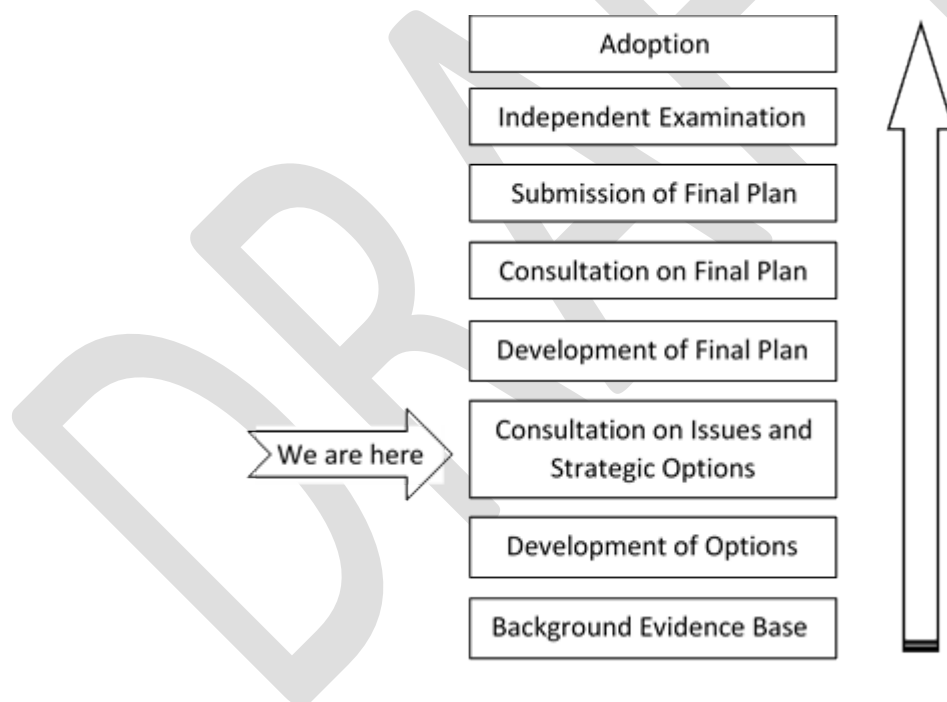 Adoption
Independent Examination
Submission of Final Plan
Consultation on Final Plan
Development of Final Plan
Consultation on Issues and
Strategic Options
We are here
Development of Options
Background Evidence Base
DRA